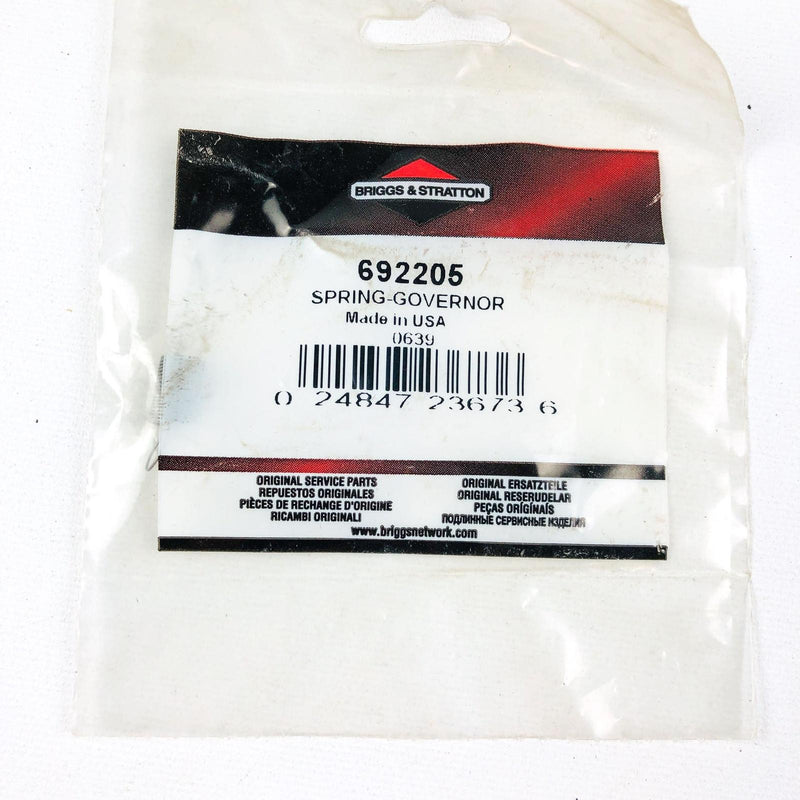 BRIGGS & STRATTON
692205
SPRING-GOVERNOR
Made in USA
0639
0 24847 23673 6
ORIGINAL SERVICE PARTS
REPUESTOS ORIGINALES
PIÈCES DE RECHANGE D'ORIGINE
RICAMBI ORIGINALI
ORIGINAL ERSATZTEILE
ORIGINAL RESERUDELAR
PEÇAS ORIGÍNAIS
ПОДЛИННЫЕ СЕРВИСНЫЕ ИЗДЕЛИЯ
www.briggsnetwork.com